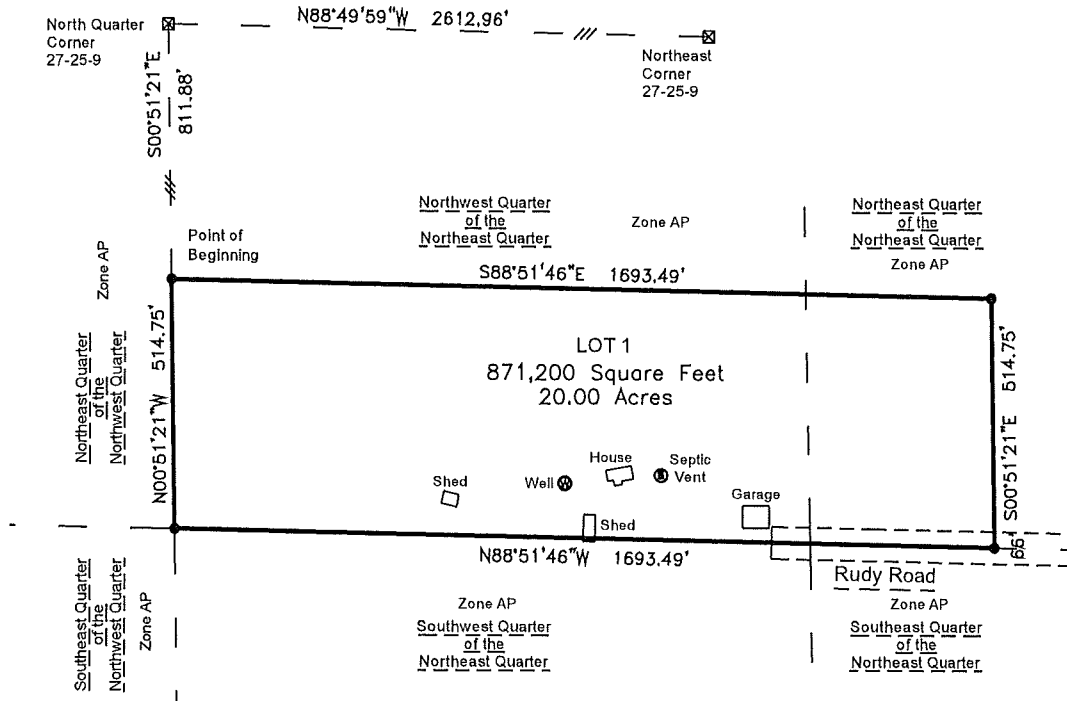 North Quarter
Corner
27-25-9
N88°49'59"W 2612,96'
Northeast
Corner
27-25-9
S00°51'21"E
811.88'
Northwest Quarter
of the
Northeast Quarter
Zone AP
Northeast Quarter
of the
Northeast Quarter
Zone AP
Zone AP
Point of
Beginning
S88°51'46"E 1693,49'
Northeast Quarter
of the
Northwest Quarter
N00°51'21"W 514.75'
LOT 1
871,200 Square Feet
20.00 Acres
S00°51'21"E 514.75'
Shed
Well
W
House
Septic
Vent
Garage
Shed
N88°51'46"W 1693,49'
66'
Rudy Road
Southeast Quarter
of the
Northwest Quarter
Zone AP
Zone AP
Southwest Quarter
of the
Northeast Quarter
Zone AP
Southeast Quarter
of the
Northeast Quarter